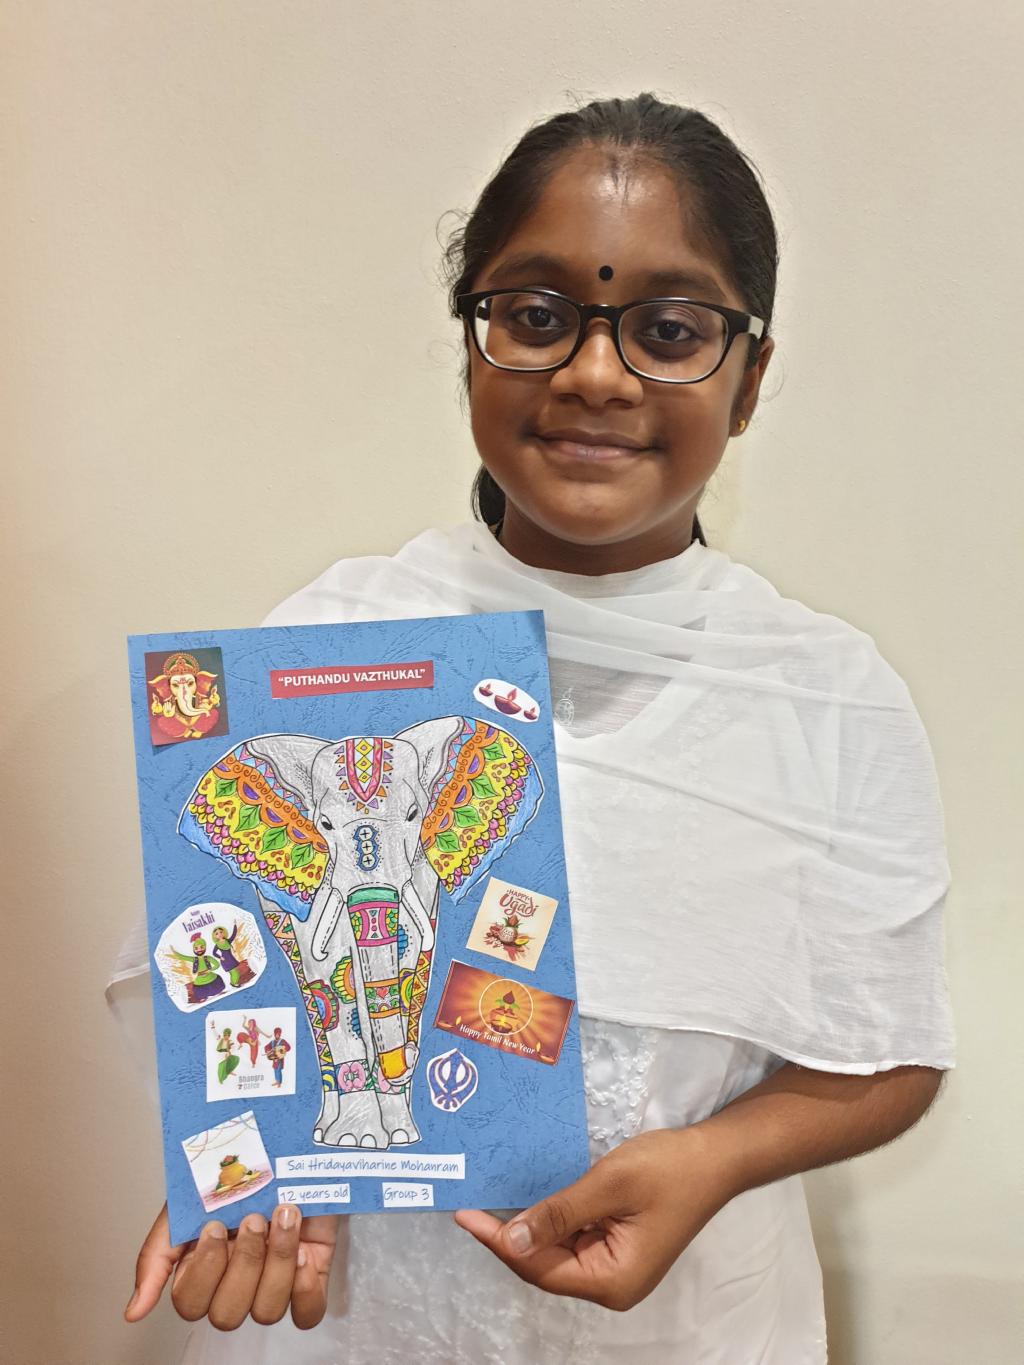 "PUTHANDU VAZTHUKAL"
Happy
Vaisakhi
HAPPY
Ugadi
Happy Tamil New Year
Bhangra
DANCE
Sai Hridayaviharine Mohanram
12 years old
Group 3